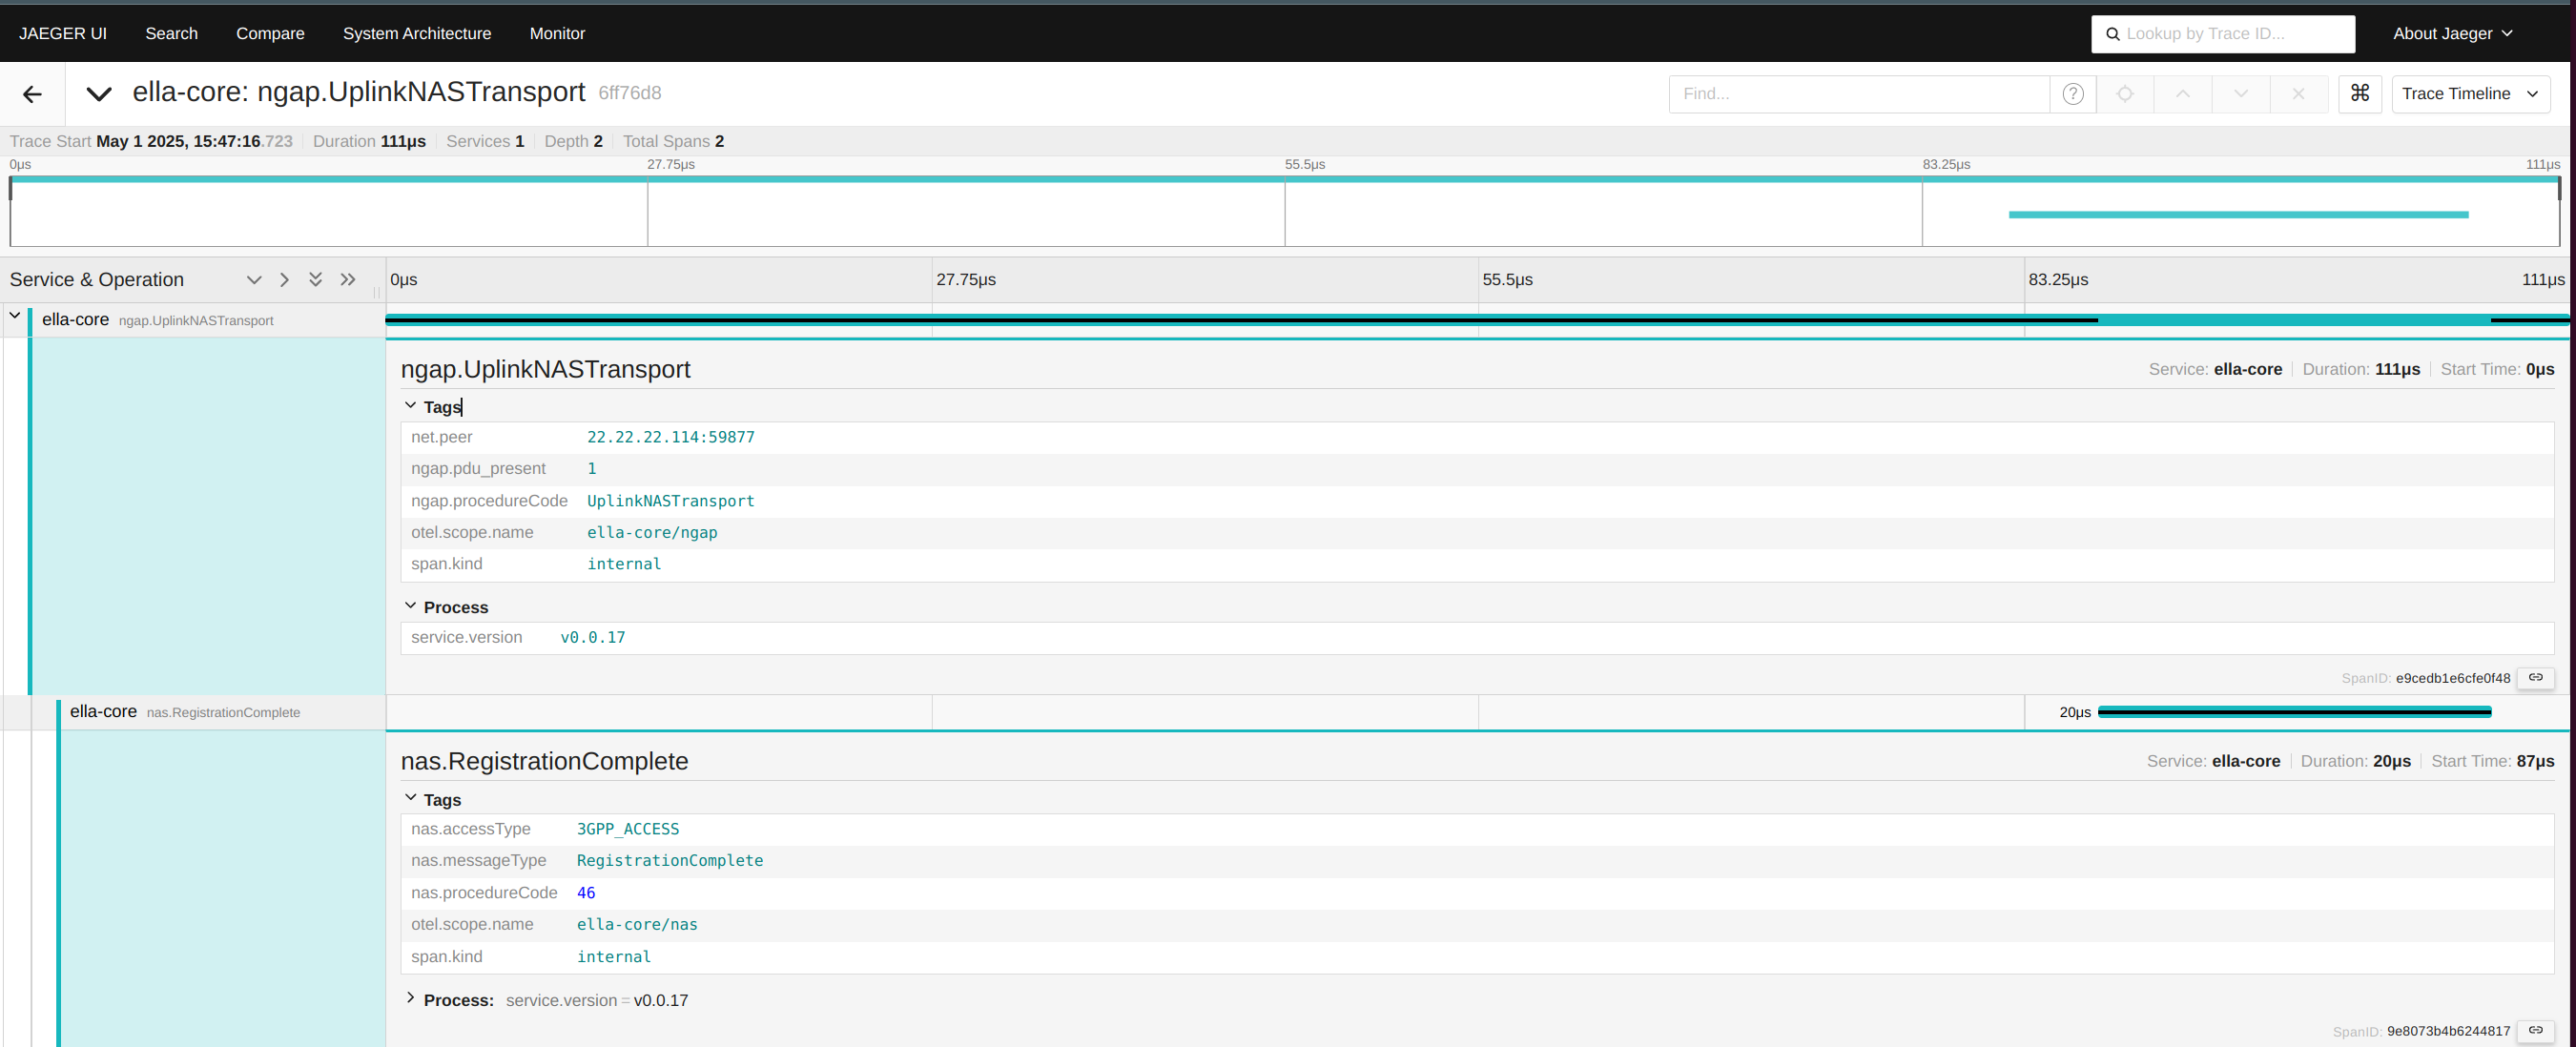 JAEGER UI Search Compare System Architecture Monitor Lookup by Trace ID... About Jaeger
ella-core: ngap.UplinkNASTransport 6ff76d8 Find... ? ⌘ Trace Timeline
Trace Start May 1 2025, 15:47:16.723 Duration 111μs Services 1 Depth 2 Total Spans 2
0μs 27.75μs 55.5μs 83.25μs 111μs
Service & Operation 0μs 27.75μs 55.5μs 83.25μs 111μs
ella-core ngap.UplinkNASTransport
ngap.UplinkNASTransport Service: ella-core Duration: 111μs Start Time: 0μs
Tags
net.peer 22.22.22.114:59877
ngap.pdu_present 1
ngap.procedureCode UplinkNASTransport
otel.scope.name ella-core/ngap
span.kind internal
Process
service.version v0.0.17
SpanID: e9cedb1e6cfe0f48
ella-core nas.RegistrationComplete 20μs
nas.RegistrationComplete Service: ella-core Duration: 20μs Start Time: 87μs
Tags
nas.accessType 3GPP_ACCESS
nas.messageType RegistrationComplete
nas.procedureCode 46
otel.scope.name ella-core/nas
span.kind internal
Process: service.version = v0.0.17
SpanID: 9e8073b4b6244817